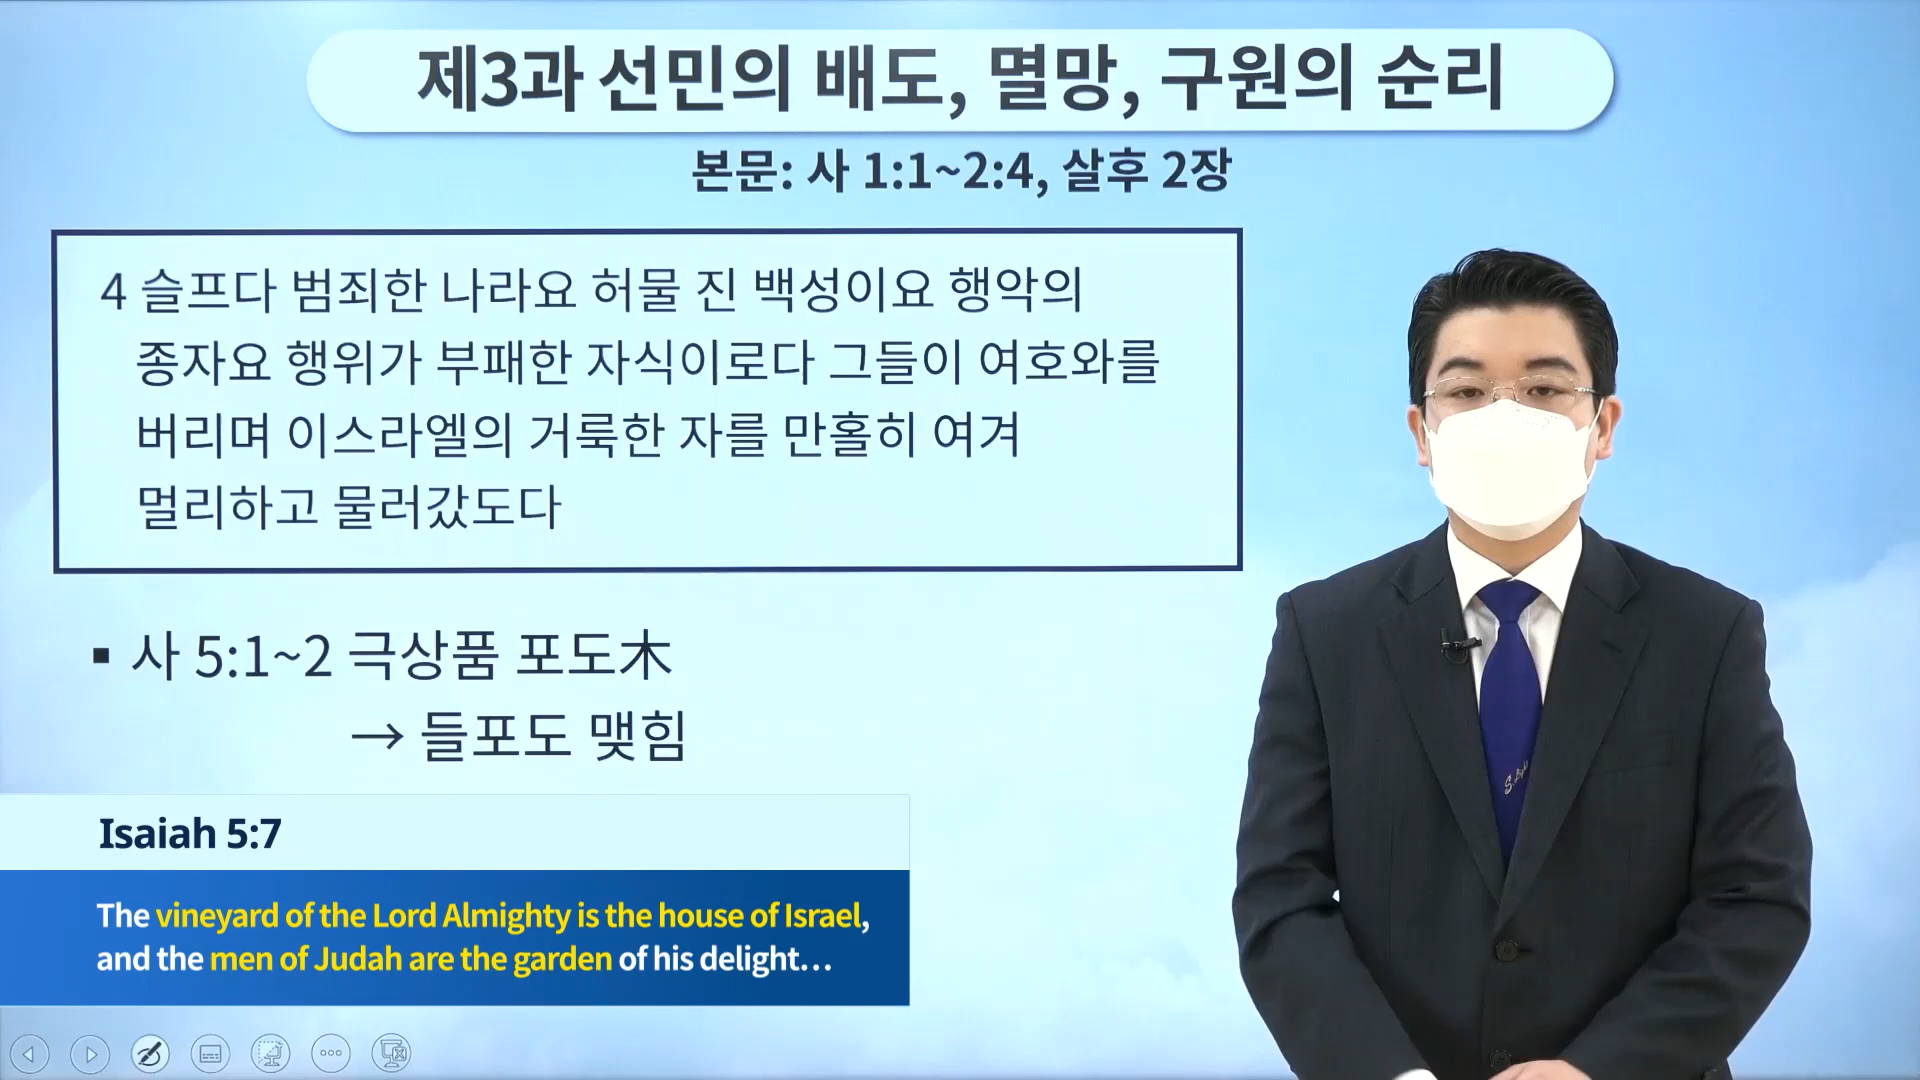 제3과 선민의 배도, 멸망, 구원의 순리
본문: 사 1:1~2:4, 살후 2장
4 슬프다 범죄한 나라요 허물 진 백성이요 행악의
종자요 행위가 부패한 자식이로다 그들이 여호와를
버리며 이스라엘의 거룩한 자를 만홀히 여겨
멀리하고 물러갔도다
▪ 사 5:1~2 극상품 포도木
→ 들포도 맺힘
Isaiah 5:7
The vineyard of the Lord Almighty is the house of Israel,
and the men of Judah are the garden of his delight...